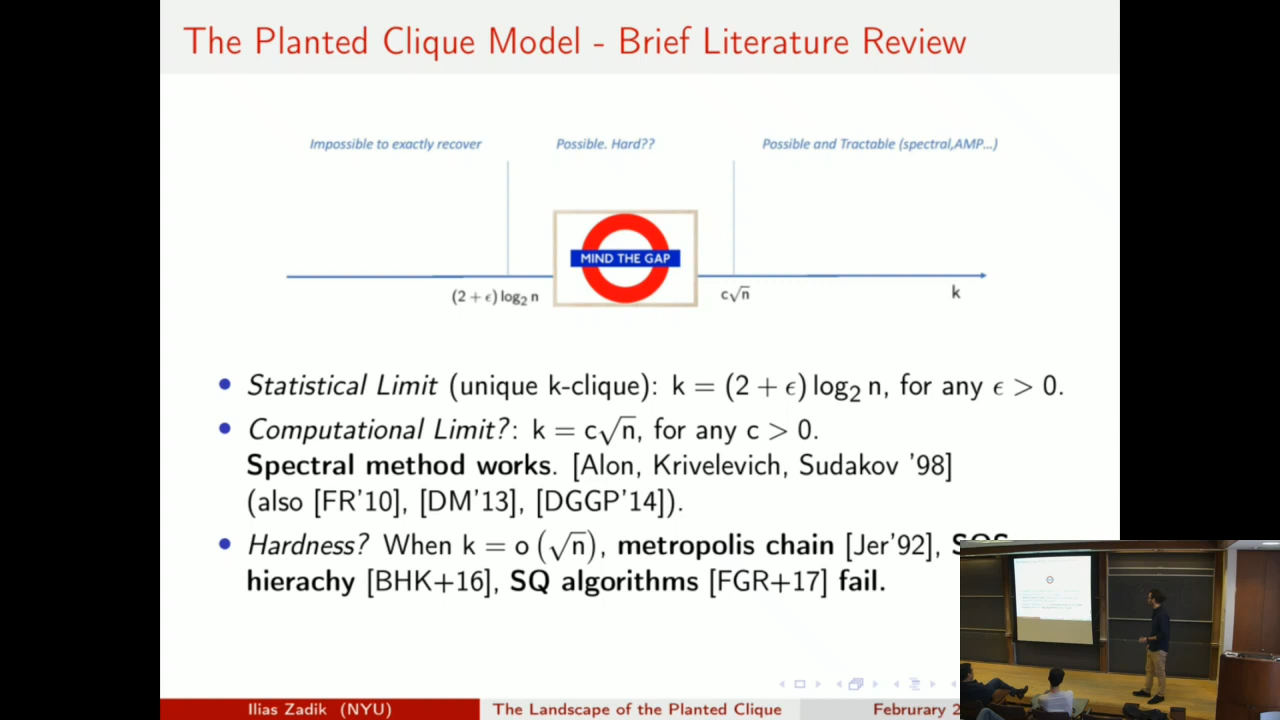 The Planted Clique Model - Brief Literature Review
Impossible to exactly recover
Possible. Hard??
Possible and Tractable (spectral,AMP...)
MIND THE GAP
(2 + ϵ) log₂ n
c√n
k
• Statistical Limit (unique k-clique): k = (2 + ϵ) log₂ n, for any ϵ > 0.
• Computational Limit?: k = c√n, for any c > 0.
Spectral method works. [Alon, Krivelevich, Sudakov '98]
(also [FR'10], [DM'13], [DGGP'14]).
• Hardness? When k = o (√n), metropolis chain [Jer'92], SOS
hierachy [BHK+16], SQ algorithms [FGR+17] fail.
Ilias Zadik (NYU)
The Landscape of the Planted Clique
Februrary 2